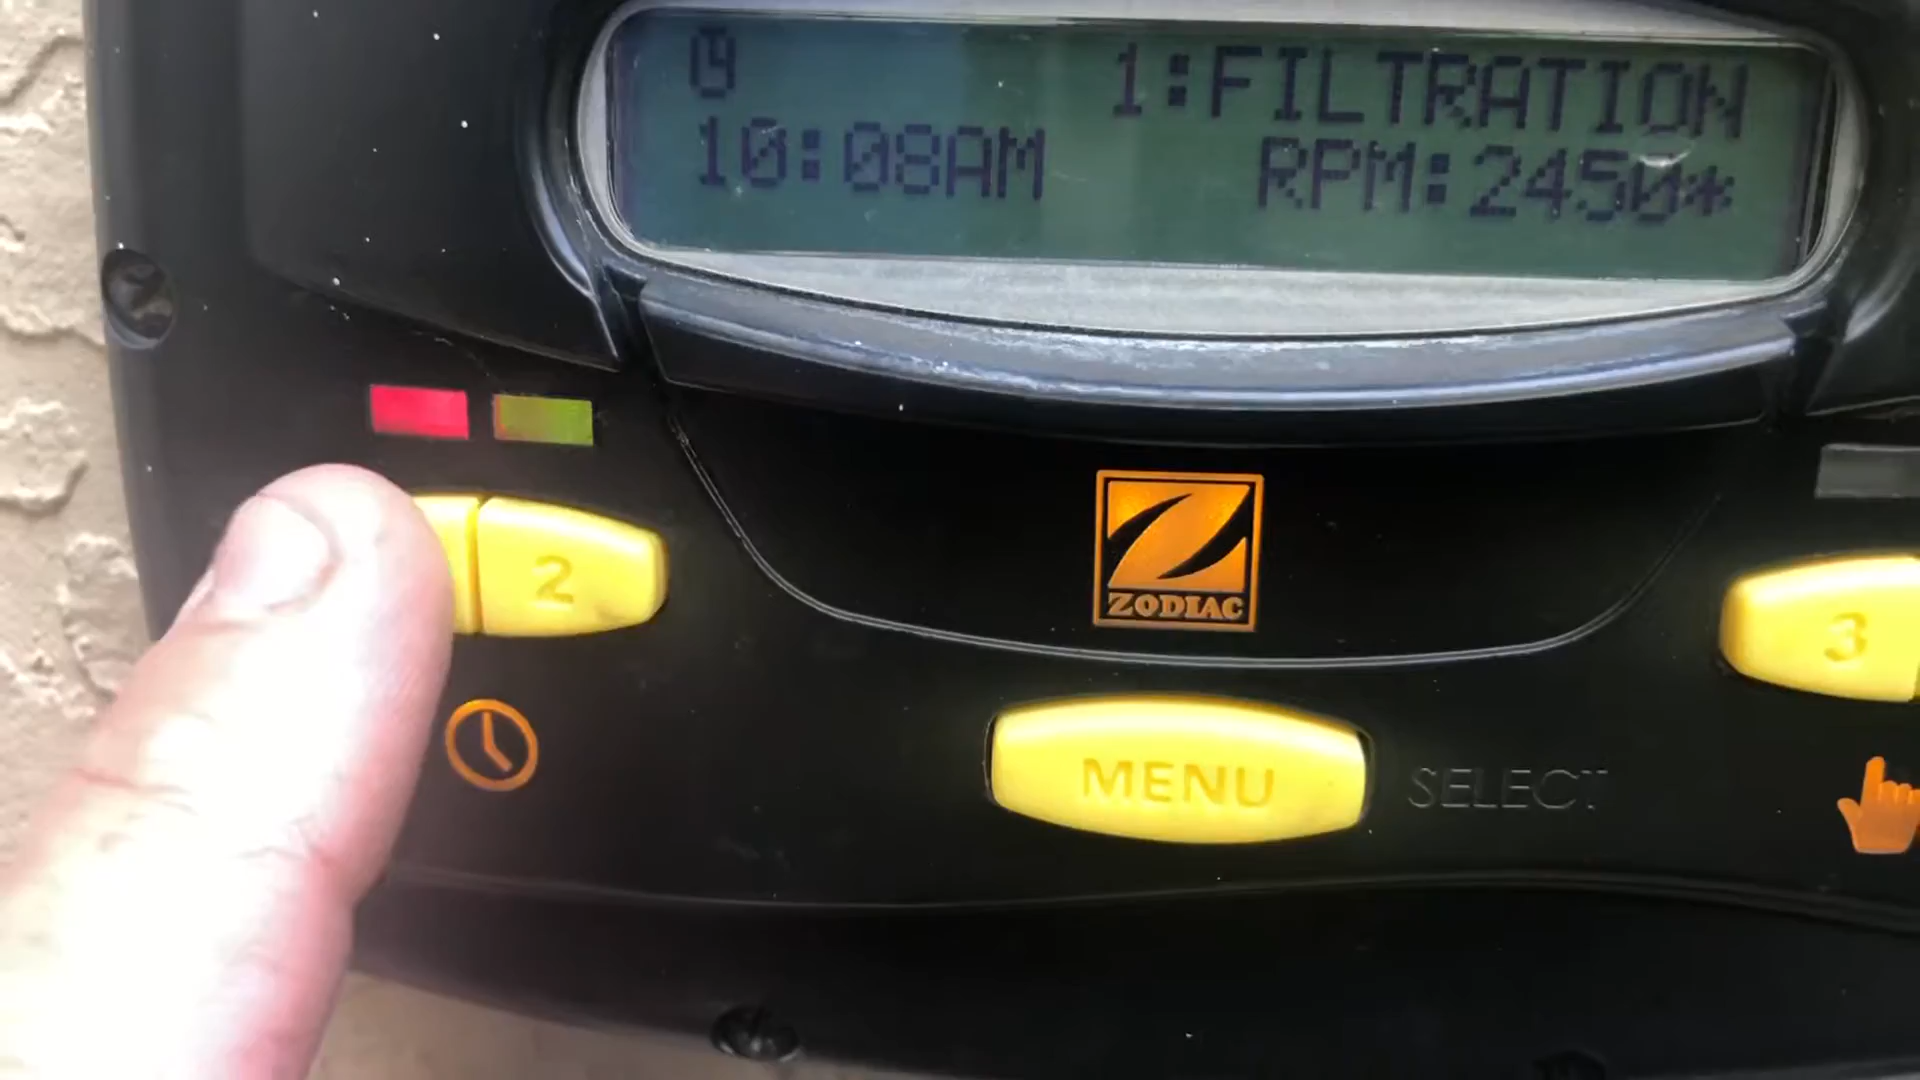 1:FILTRATION
10:08AM RPM:2450*
2
ZODIAC
3
MENU SELECT